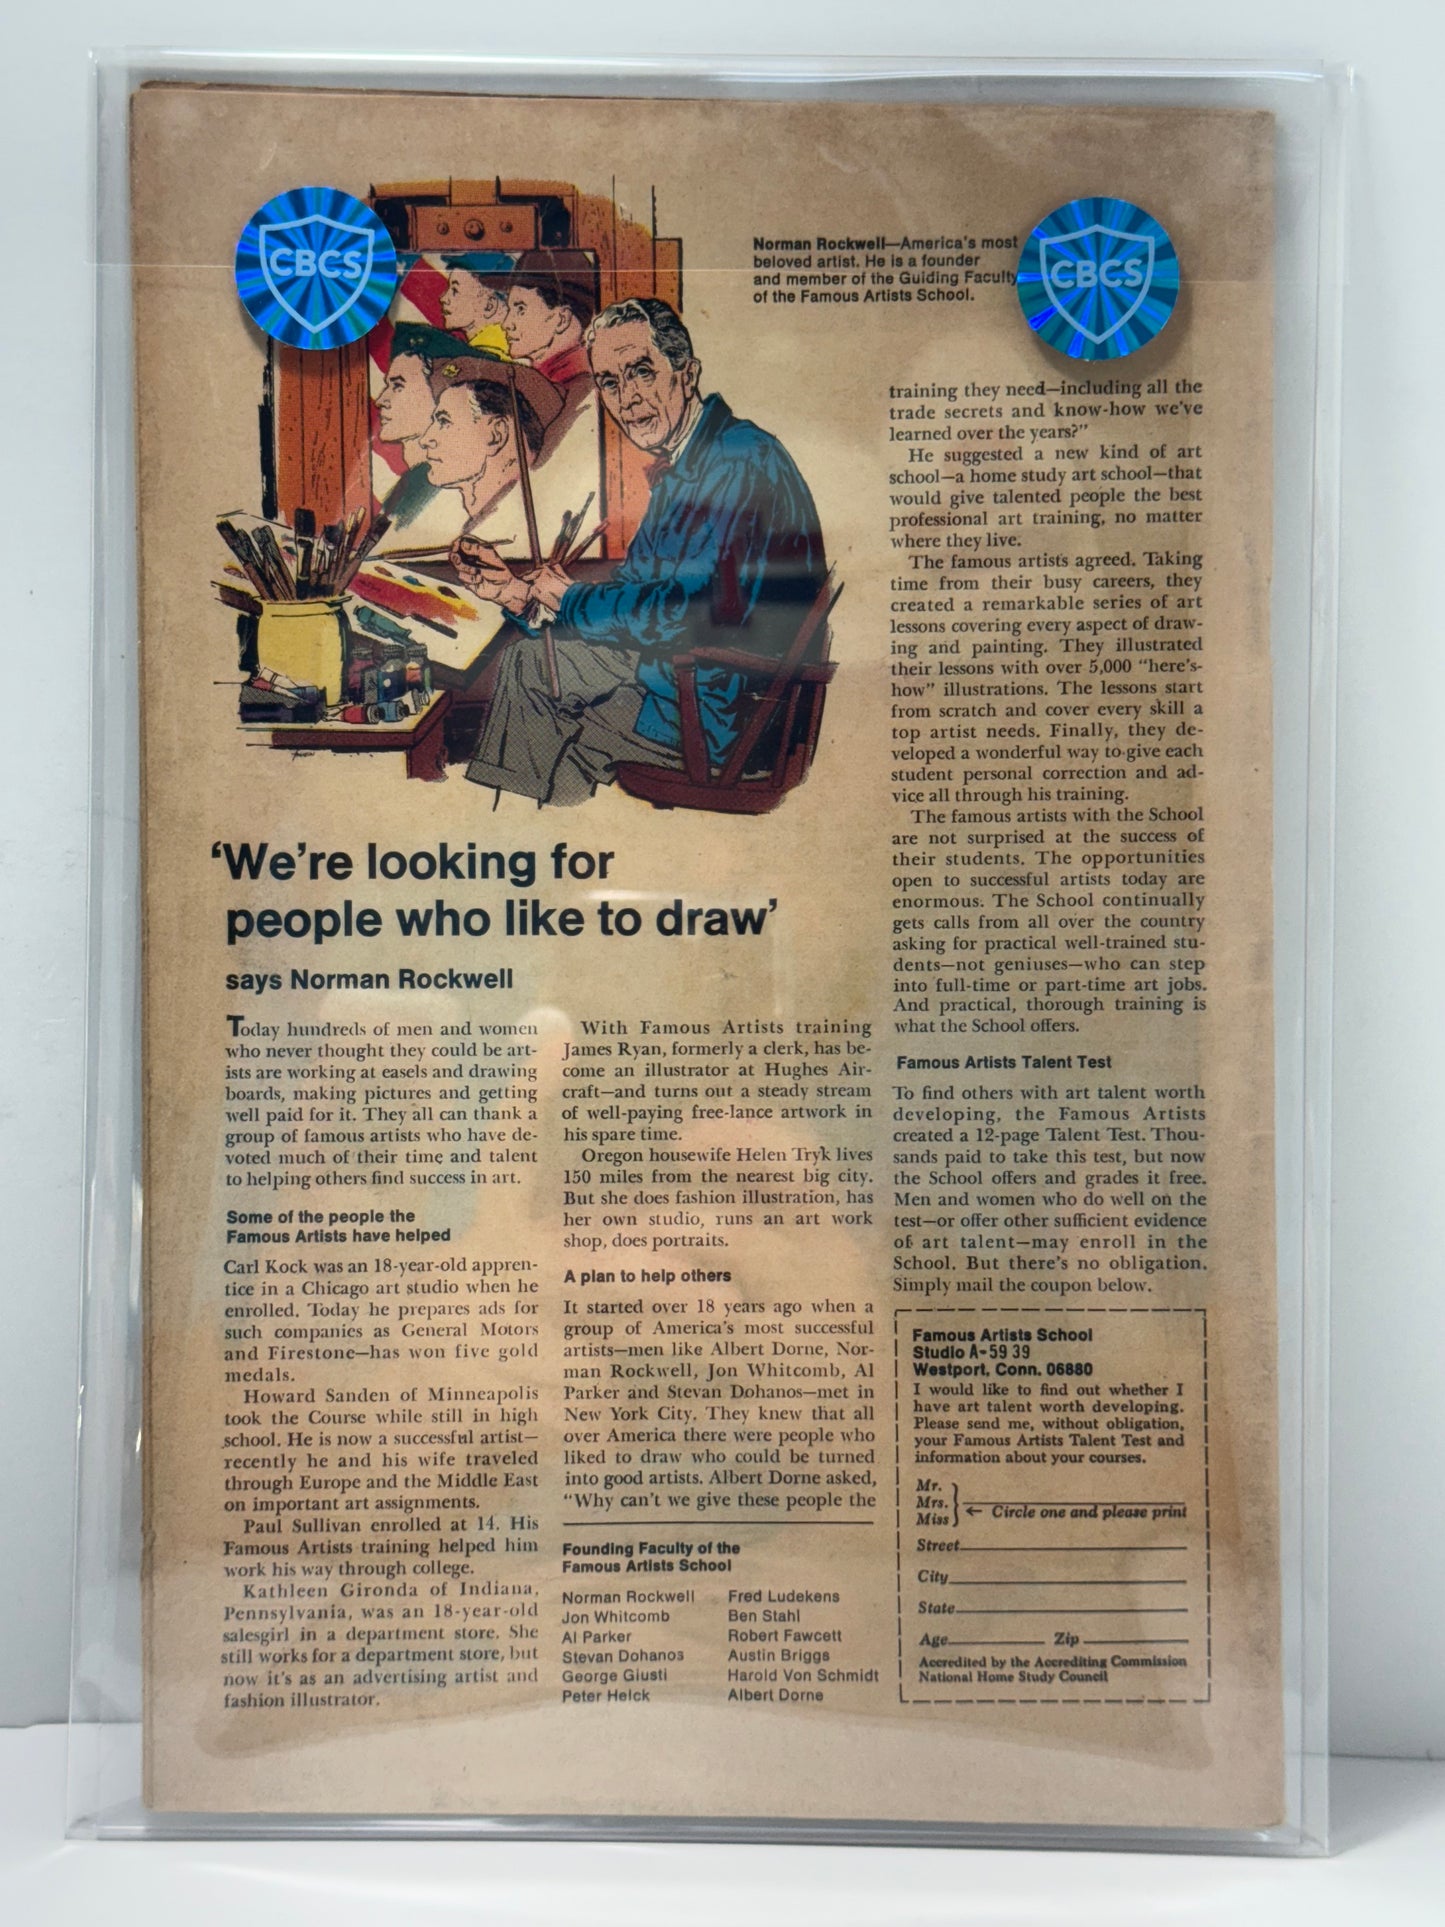 CBCS
CBCS
Norman Rockwell—America's most
beloved artist. He is a founder
and member of the Guiding Faculty
of the Famous Artists School.
'We're looking for
people who like to draw'
says Norman Rockwell
Today hundreds of men and women
who never thought they could be art-
ists are working at easels and drawing
boards, making pictures and getting
well paid for it. They all can thank a
group of famous artists who have de-
voted much of their time and talent
to helping others find success in art.
Some of the people the
Famous Artists have helped
Carl Kock was an 18-year-old appren-
tice in a Chicago art studio when he
enrolled. Today he prepares ads for
such companies as General Motors
and Firestone—has won five gold
medals.
Howard Sanden of Minneapolis
took the Course while still in high
school. He is now a successful artist—
recently he and his wife traveled
through Europe and the Middle East
on important art assignments.
Paul Sullivan enrolled at 14. His
Famous Artists training helped him
work his way through college.
Kathleen Gironda of Indiana,
Pennsylvania, was an 18-year-old
salesgirl in a department store. She
still works for a department store, but
now it's as an advertising artist and
fashion illustrator.
With Famous Artists training
James Ryan, formerly a clerk, has be-
come an illustrator at Hughes Air-
craft—and turns out a steady stream
of well-paying free-lance artwork in
his spare time.
Oregon housewife Helen Tryk lives
150 miles from the nearest big city.
But she does fashion illustration, has
her own studio, runs an art work
shop, does portraits.
A plan to help others
It started over 18 years ago when a
group of America's most successful
artists—men like Albert Dorne, Nor-
man Rockwell, Jon Whitcomb, Al
Parker and Stevan Dohanos—met in
New York City. They knew that all
over America there were people who
liked to draw who could be turned
into good artists. Albert Dorne asked,
"Why can't we give these people the
Founding Faculty of the
Famous Artists School
Norman Rockwell
Jon Whitcomb
Al Parker
Stevan Dohanos
George Giusti
Peter Helck
Fred Ludekens
Ben Stahl
Robert Fawcett
Austin Briggs
Harold Von Schmidt
Albert Dorne
training they need—including all the
trade secrets and know-how we've
learned over the years?"
He suggested a new kind of art
school—a home study art school—that
would give talented people the best
professional art training, no matter
where they live.
The famous artists agreed. Taking
time from their busy careers, they
created a remarkable series of art
lessons covering every aspect of draw-
ing and painting. They illustrated
their lessons with over 5,000 "here's-
how" illustrations. The lessons start
from scratch and cover every skill a
top artist needs. Finally, they de-
veloped a wonderful way to give each
student personal correction and ad-
vice all through his training.
The famous artists with the School
are not surprised at the success of
their students. The opportunities
open to successful artists today are
enormous. The School continually
gets calls from all over the country
asking for practical well-trained stu-
dents—not geniuses—who can step
into full-time or part-time art jobs.
And practical, thorough training is
what the School offers.
Famous Artists Talent Test
To find others with art talent worth
developing, the Famous Artists
created a 12-page Talent Test. Thou-
sands paid to take this test, but now
the School offers and grades it free.
Men and women who do well on the
test—or offer other sufficient evidence
of art talent—may enroll in the
School. But there's no obligation.
Simply mail the coupon below.
Famous Artists School
Studio A-59 39
Westport, Conn. 06880
I would like to find out whether I
have art talent worth developing.
Please send me, without obligation,
your Famous Artists Talent Test and
information about your courses.
Mr.
Mrs.
Miss
← Circle one and please print
Street
City
State
Age Zip
Accredited by the Accrediting Commission
National Home Study Council